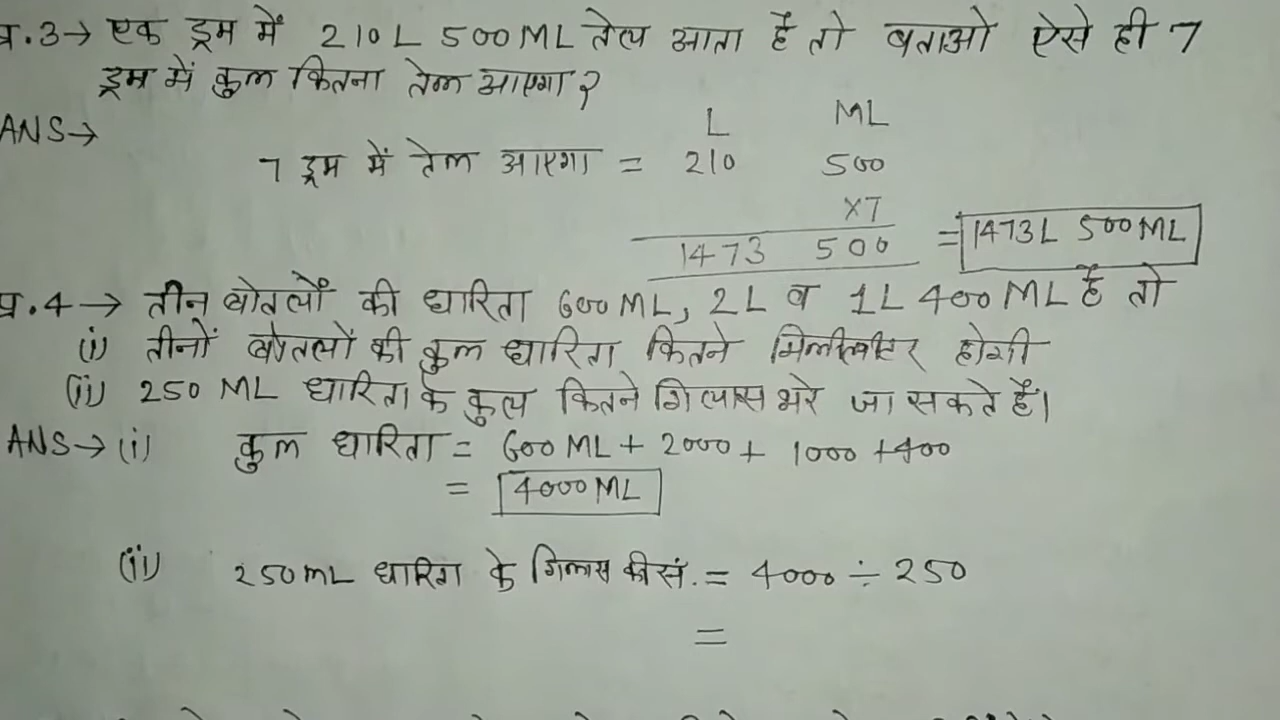 प्र.3→ एक ड्रम में 210L 500ML तेल आता है तो बताओ ऐसे ही 7
ड्रम में कुल कितना तेल आएगा?
ANS→
L ML
7 ड्रम में तेल आएगा = 210 500
x7
1473 500 = 1473L 500ML
प्र.4→ तीन बोतलों की धारिता 600ML, 2L व 1L 400ML है तो
(i) तीनों बोतलों की कुल धारिता कितने मिलीलीटर होगी
(ii) 250 ML धारिता के कुल कितने गिलास भरे जा सकते हैं।
ANS→(i) कुल धारिता = 600ML + 2000 + 1000 + 400
= 4000ML
(ii) 250ML धारिता के गिलास की सं. = 4000 ÷ 250
=